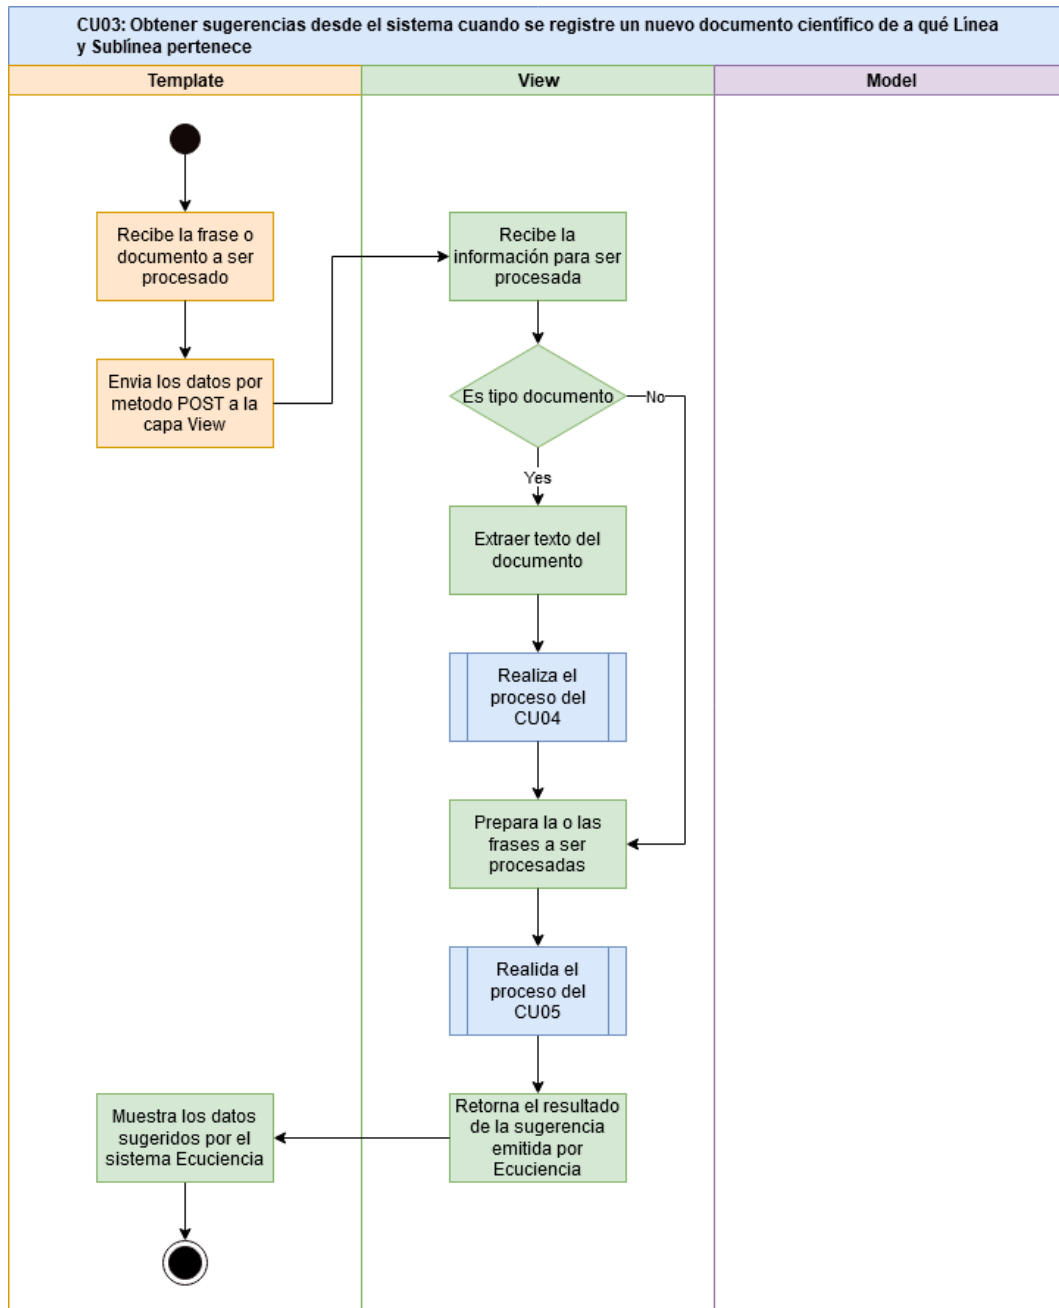 CU03: Obtener sugerencias desde el sistema cuando se registre un nuevo documento científico de a qué Línea
y Sublínea pertenece
Template
View
Model
Recibe la frase o
documento a ser
procesado
Recibe la
información para ser
procesada
Envia los datos por
metodo POST a la
capa View
Es tipo documento
No
Yes
Extraer texto del
documento
Realiza el
proceso del
CU04
Prepara la o las
frases a ser
procesadas
Realida el
proceso del
CU05
Retorna el resultado
de la sugerencia
emitida por
Ecuciencia
Muestra los datos
sugeridos por el
sistema Ecuciencia